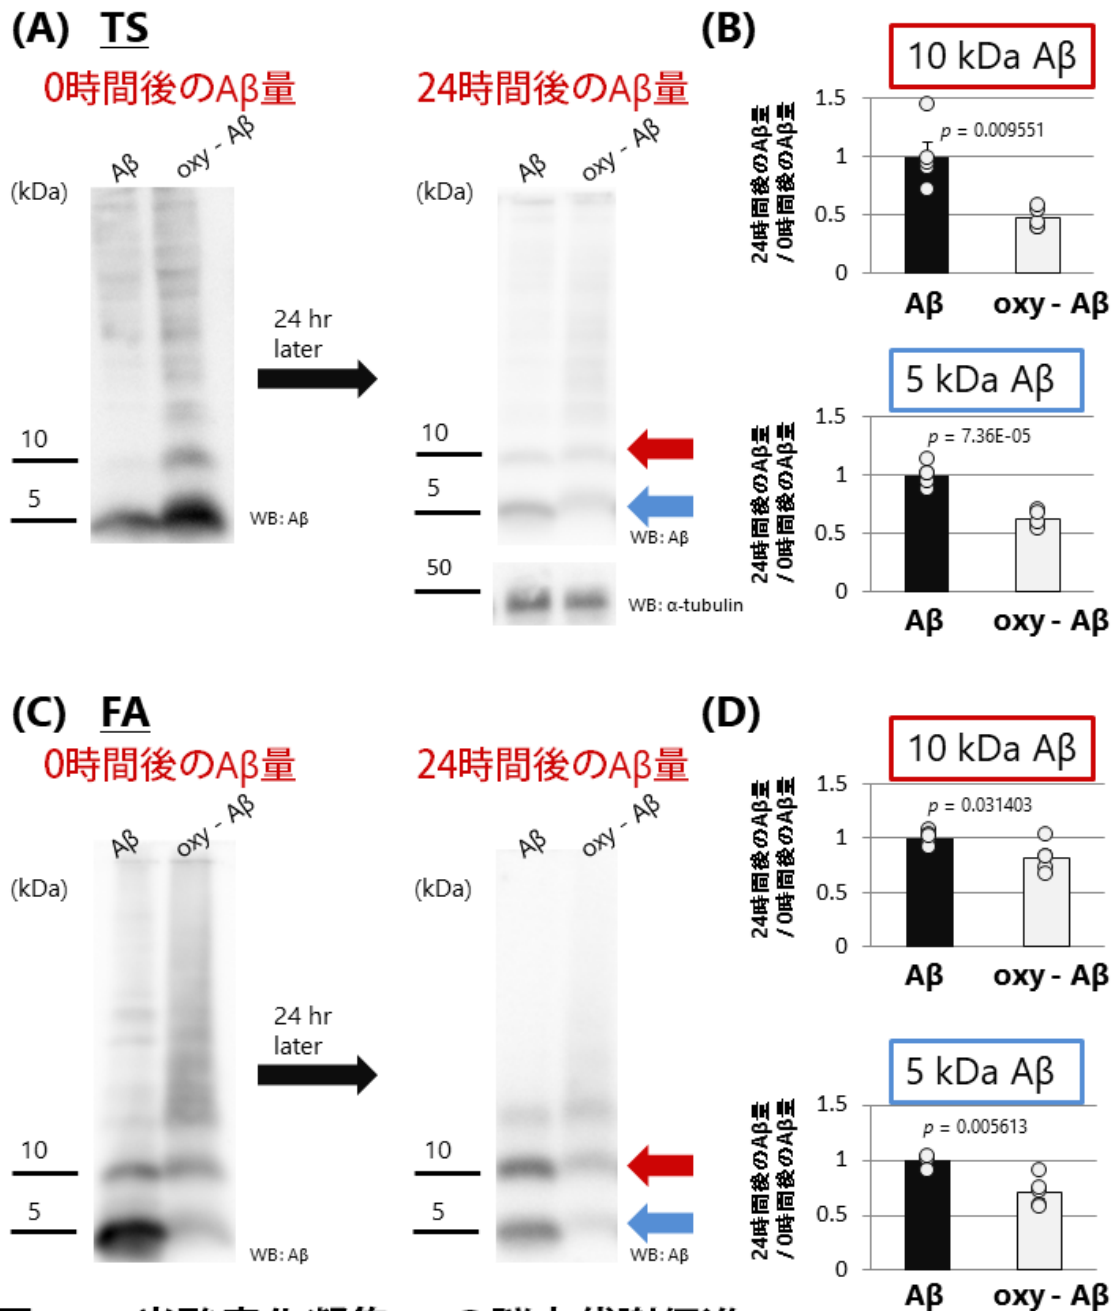 (A) TS
0時間後のAβ量
24時間後のAβ量
Aβ
oxy - Aβ
(kDa)
10
5
WB: Aβ
24 hr
later
Aβ
oxy - Aβ
(kDa)
10
5
WB: Aβ
50
WB: α-tubulin
(B)
10 kDa Aβ
24時間後のAβ量
/ 0時間後のAβ量
1.5
1
0.5
0
p = 0.009551
Aβ
oxy - Aβ
5 kDa Aβ
24時間後のAβ量
/ 0時間後のAβ量
1.5
1
0.5
0
p = 7.36E-05
Aβ
oxy - Aβ
(C) FA
0時間後のAβ量
24時間後のAβ量
Aβ
oxy - Aβ
(kDa)
10
5
WB: Aβ
24 hr
later
Aβ
oxy - Aβ
(kDa)
10
5
WB: Aβ
(D)
10 kDa Aβ
24時間後のAβ量
/ 0時間後のAβ量
1.5
1
0.5
0
p = 0.031403
Aβ
oxy - Aβ
5 kDa Aβ
24時間後のAβ量
/ 0時間後のAβ量
1.5
1
0.5
0
p = 0.005613
Aβ
oxy - Aβ